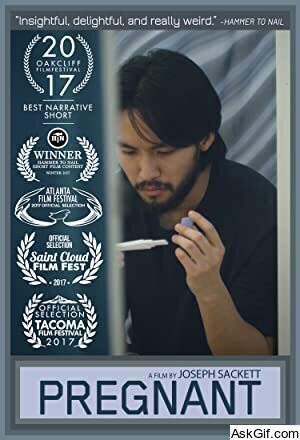 "Insightful, delightful, and really weird." -HAMMER TO NAIL
20
OAKCLIFF
FILMFESTIVAL
17
BEST NARRATIVE
SHORT
HTN
WINNER
HAMMER TO NAIL
SHORT FILM CONTEST
WINTER 2017
ATLANTA
FILM FESTIVAL
2017 OFFICIAL SELECTION
OFFICIAL
SELECTION
Saint Cloud
FILM FEST
•2017•
OFFICIAL
SELECTION
TACOMA
FILM FESTIVAL
2017
A FILM BY JOSEPH SACKETT
PREGNANT
AskGif.com